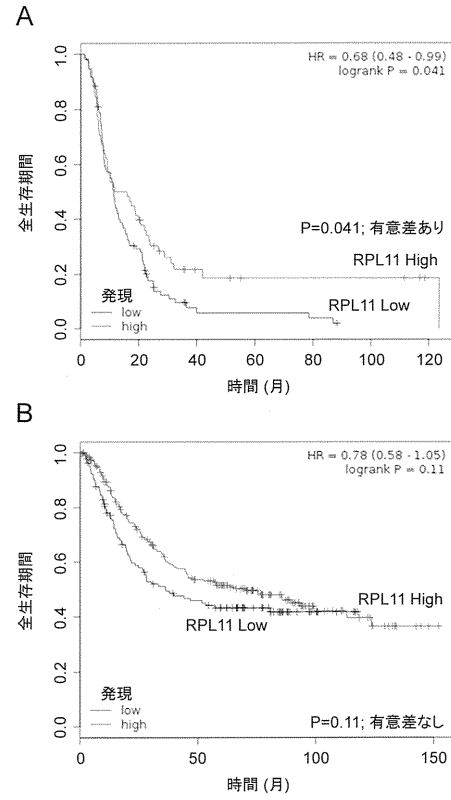 A
HR = 0.68 (0.48 - 0.99)
logrank P = 0.041
1.0
0.8
0.6
0.4
0.2
0.0
全生存期間
P=0.041; 有意差あり
RPL11 High
RPL11 Low
発現
low
high
0 20 40 60 80 100 120
時間 (月)
B
HR = 0.78 (0.58 - 1.05)
logrank P = 0.11
1.0
0.8
0.6
0.4
0.2
0.0
全生存期間
RPL11 High
RPL11 Low
発現
low
high
P=0.11; 有意差なし
0 50 100 150
時間 (月)